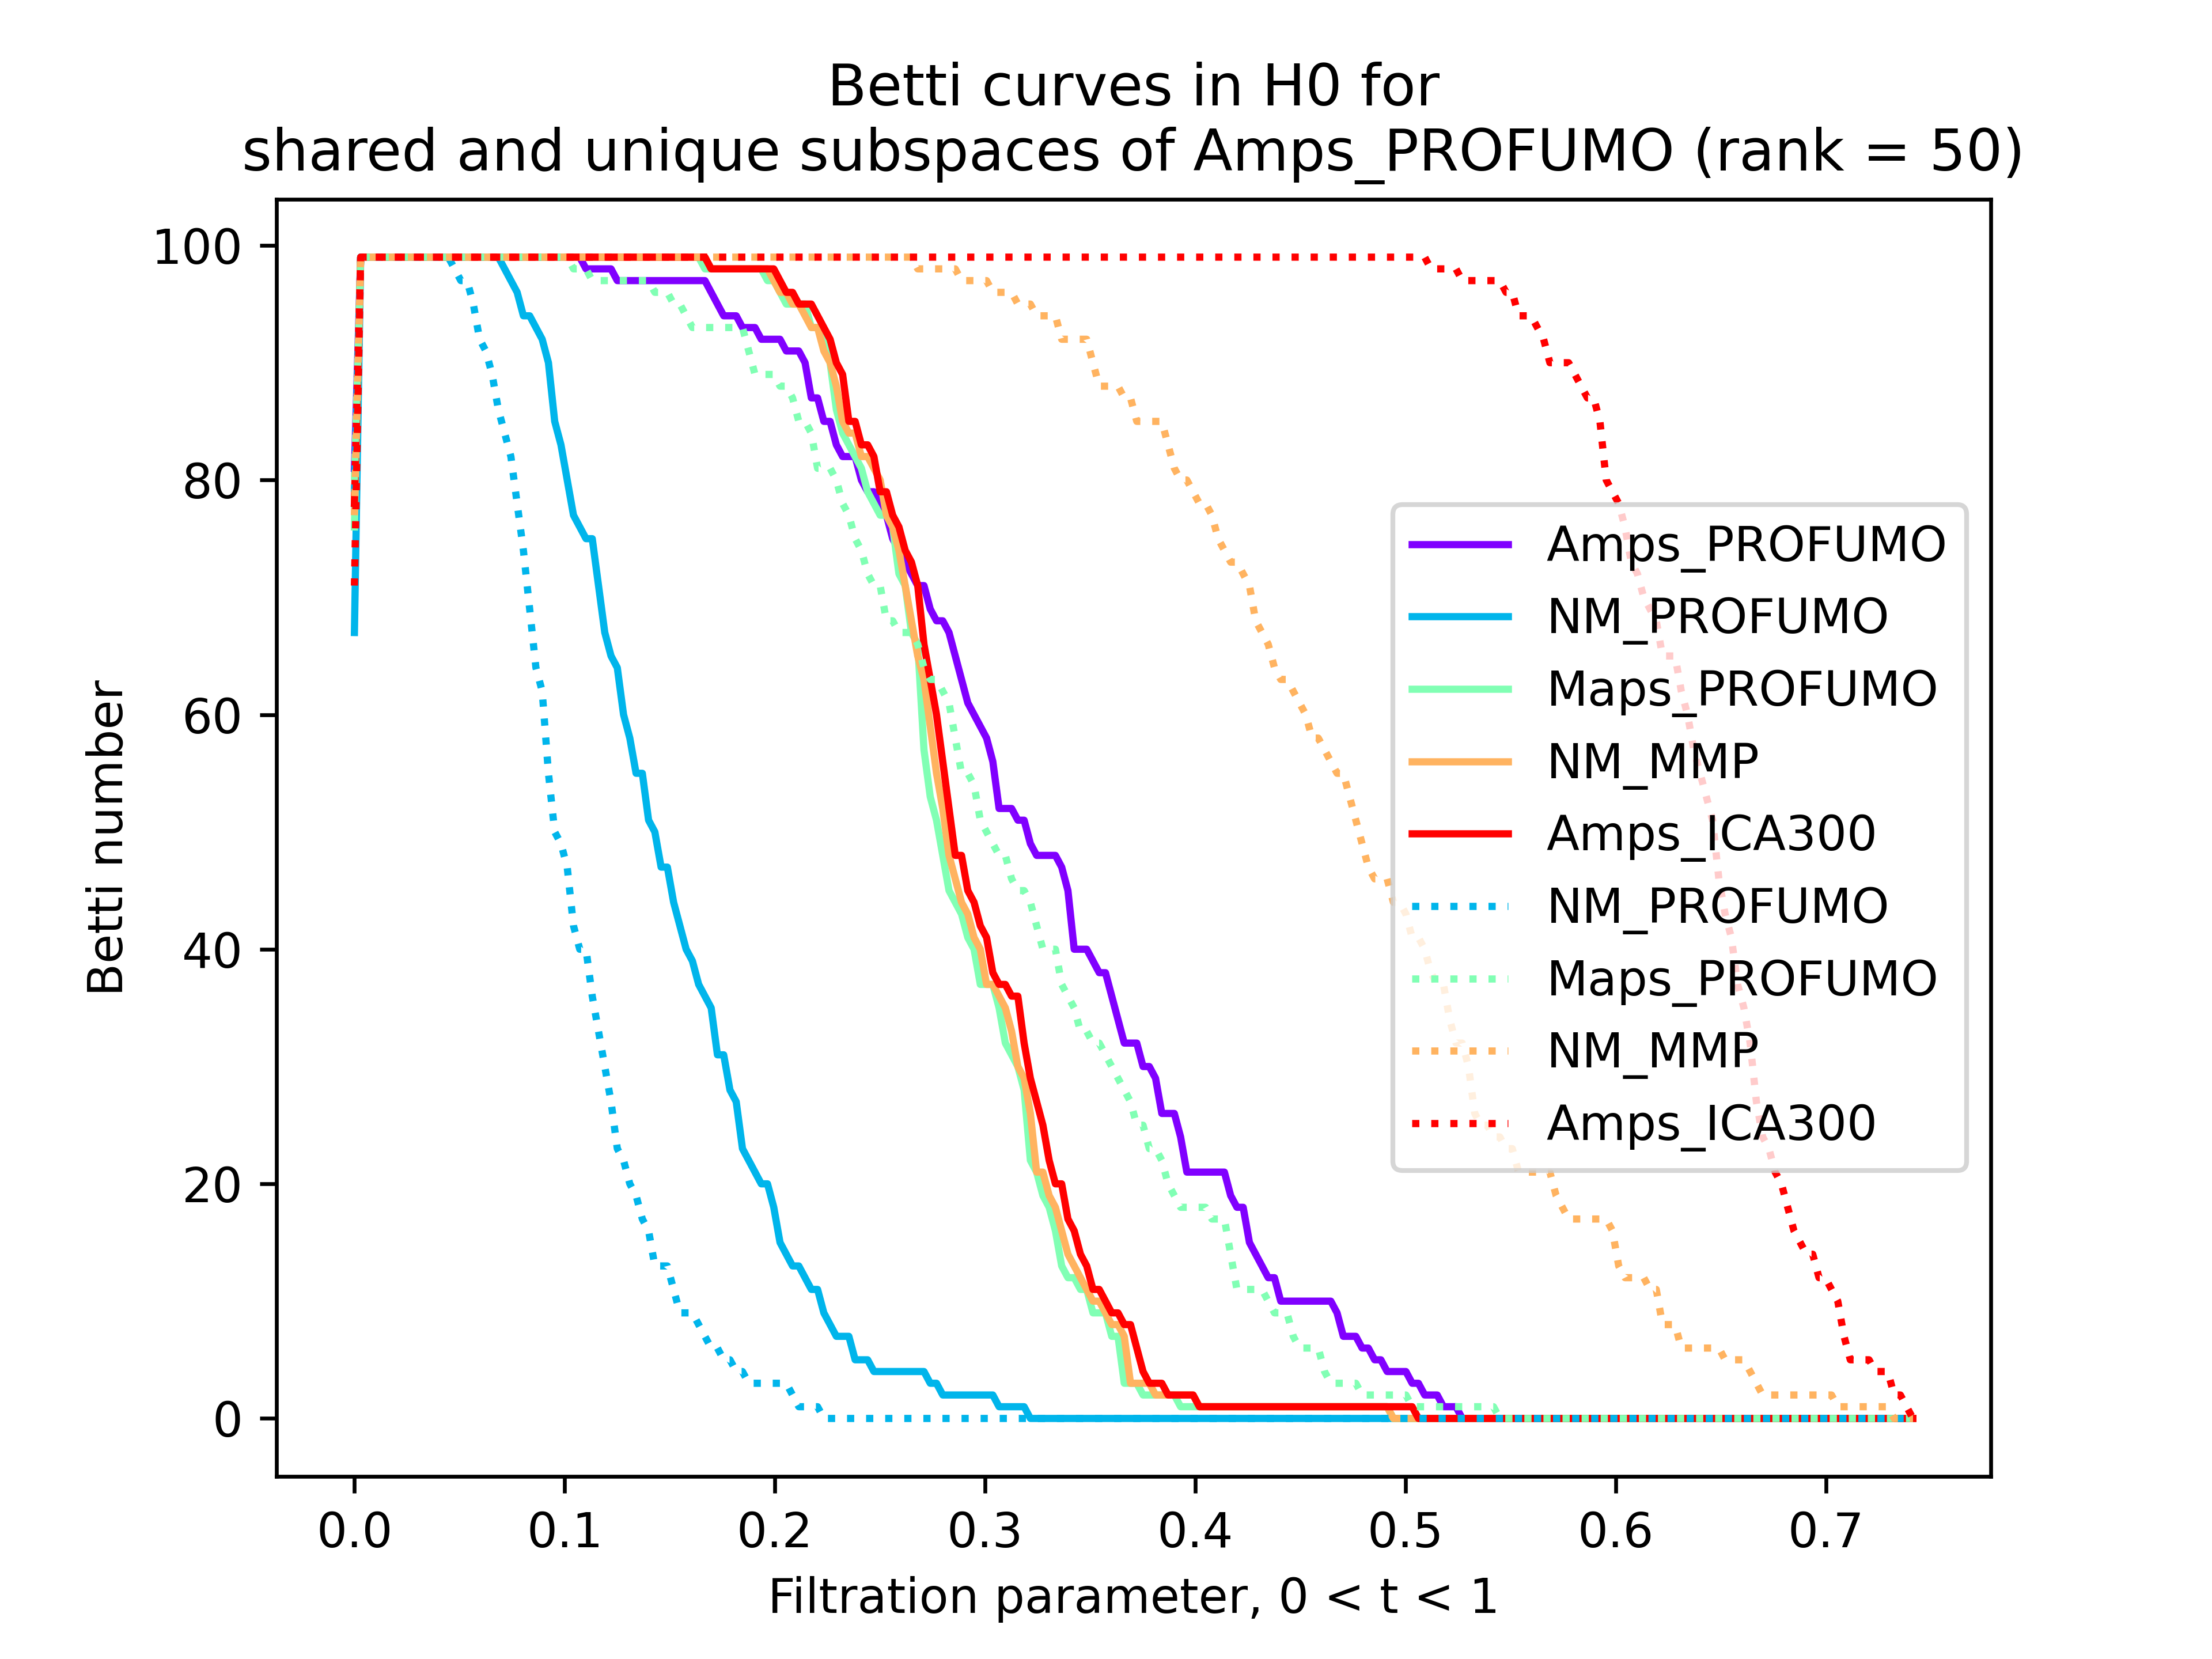 Betti curves in H0 for
shared and unique subspaces of Amps_PROFUMO (rank = 50)
100
80
60
40
20
0
Betti number
Amps_PROFUMO
NM_PROFUMO
Maps_PROFUMO
NM_MMP
Amps_ICA300
NM_PROFUMO
Maps_PROFUMO
NM_MMP
Amps_ICA300
0.0 0.1 0.2 0.3 0.4 0.5 0.6 0.7
Filtration parameter, 0 < t < 1